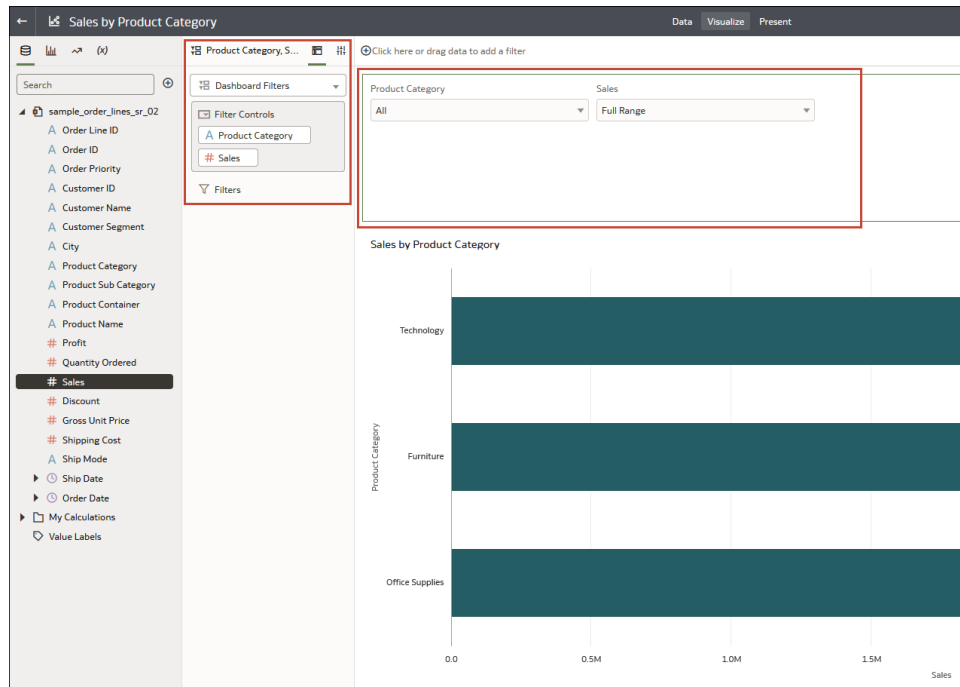 Sales by Product Category
Data Visualize Present
(x)
Product Category, S...
Click here or drag data to add a filter
Search
sample_order_lines_sr_02
A Order Line ID
A Order ID
A Order Priority
A Customer ID
A Customer Name
A Customer Segment
A City
A Product Category
A Product Sub Category
A Product Container
A Product Name
# Profit
# Quantity Ordered
# Sales
# Discount
# Gross Unit Price
# Shipping Cost
A Ship Mode
Ship Date
Order Date
My Calculations
Value Labels
Dashboard Filters
Filter Controls
A Product Category
# Sales
Filters
Product Category Sales
All Full Range
Sales by Product Category
Product Category
Technology
Furniture
Office Supplies
0.0 0.5M 1.0M 1.5M
Sales